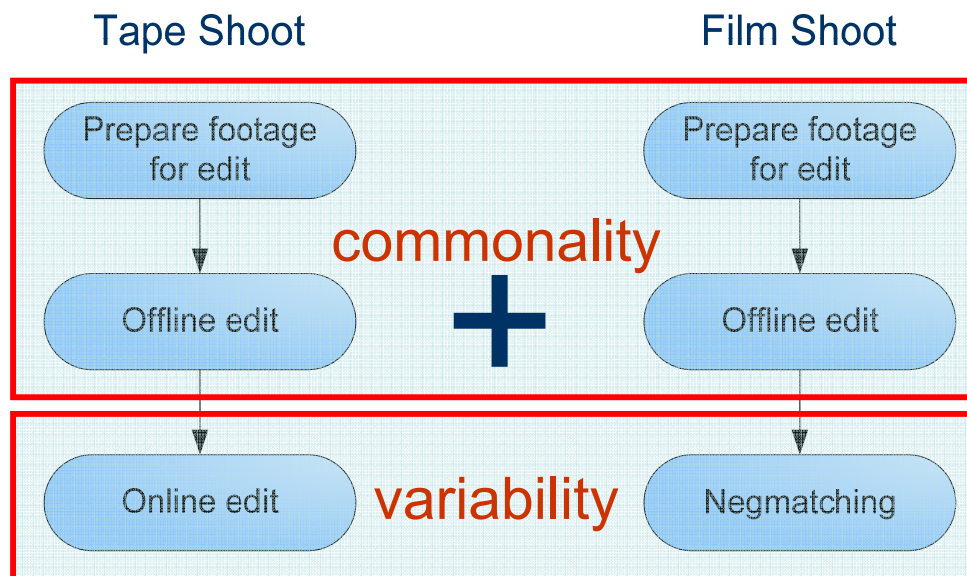 Tape Shoot
Film Shoot
Prepare footage
for edit
Prepare footage
for edit
commonality
+
Offline edit
Offline edit
Online edit
variability
Negmatching